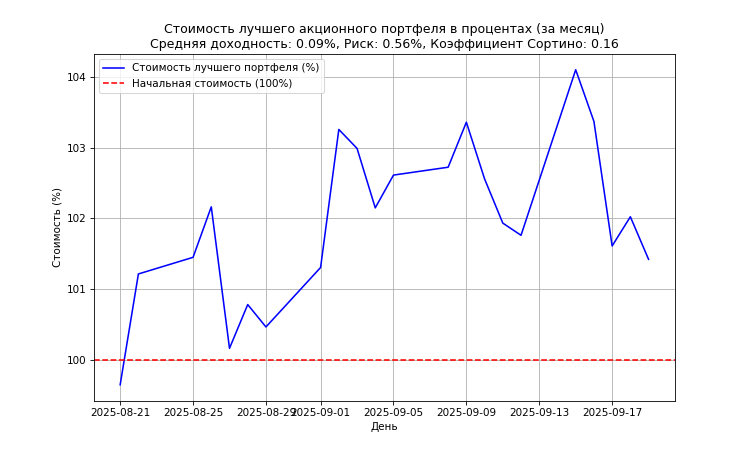 Стоимость лучшего акционного портфеля в процентах (за месяц)
Средняя доходность: 0.09%, Риск: 0.56%, Коэффициент Сортино: 0.16
Стоимость лучшего портфеля (%)
Начальная стоимость (100%)
Стоимость (%)
104
103
102
101
100
2025-08-21 2025-08-25 2025-08-29 2025-09-01 2025-09-05 2025-09-09 2025-09-13 2025-09-17
День